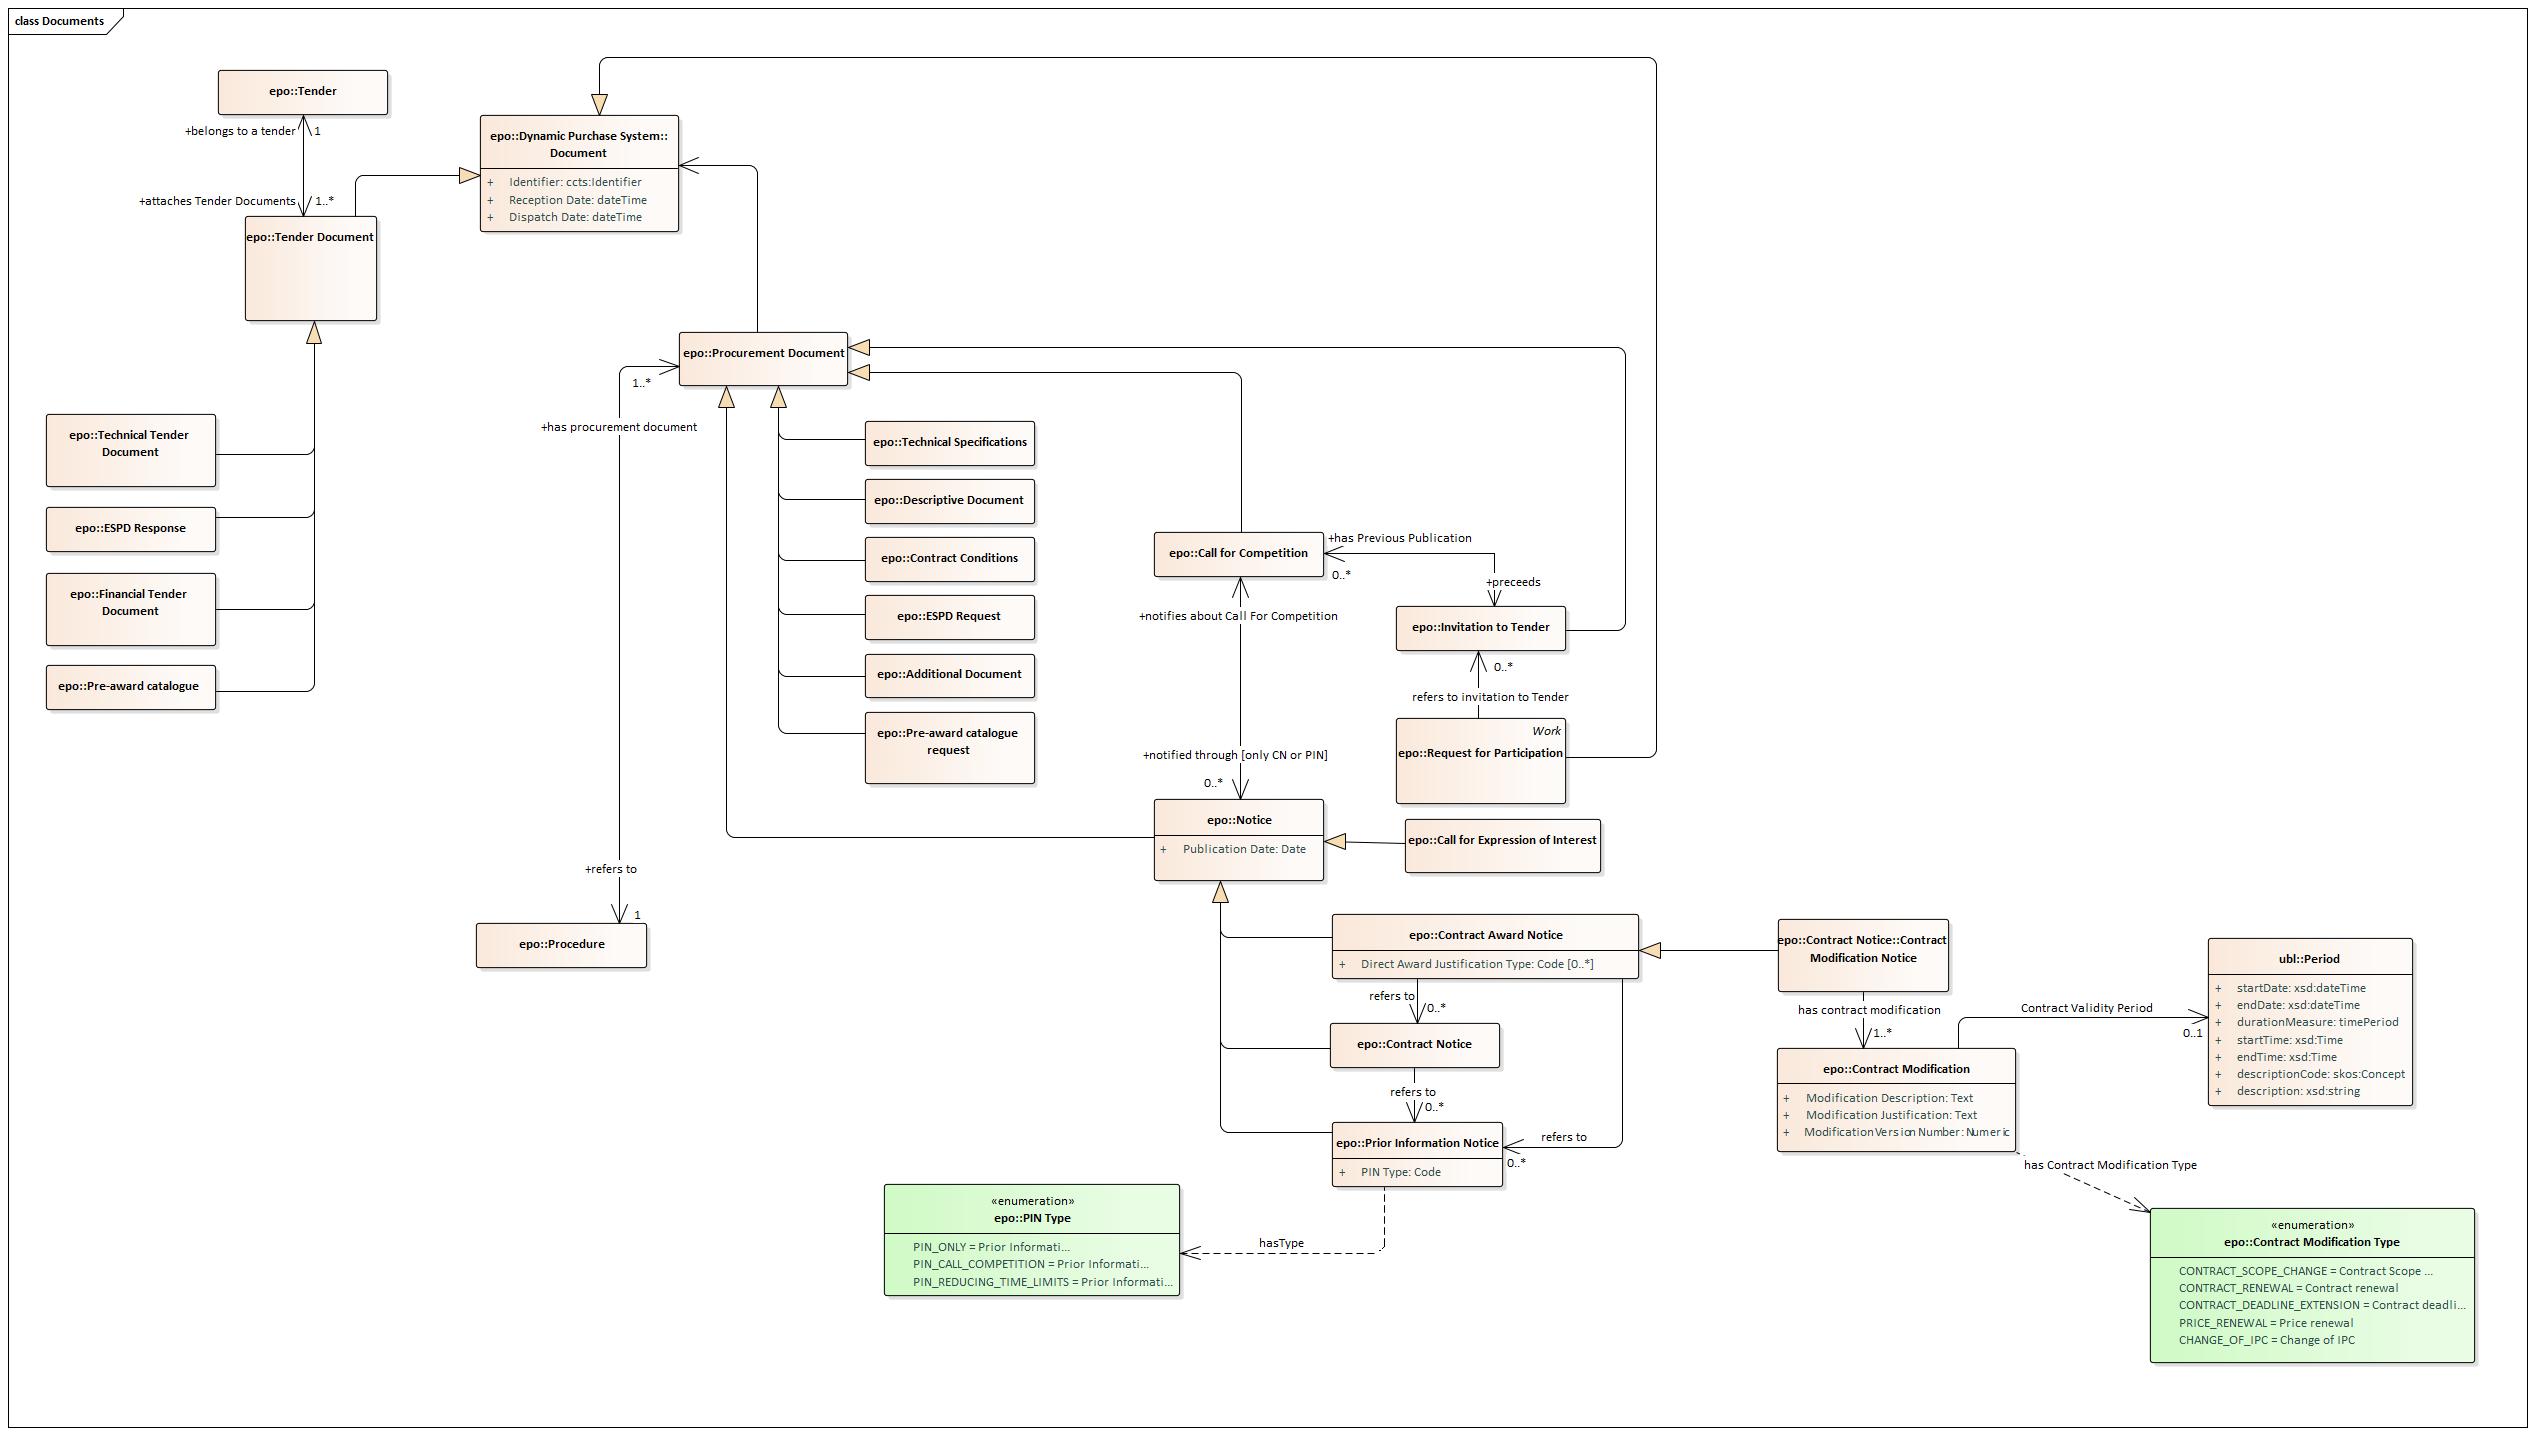 class Documents
epo::Tender
+belongs to a tender
1
+attaches Tender Documents
1..*
epo::Tender Document
epo::Dynamic Purchase System::
Document
+ Identifier: ccts:Identifier
+ Reception Date: dateTime
+ Dispatch Date: dateTime
epo::Technical Tender
Document
epo::ESPD Response
epo::Financial Tender
Document
epo::Pre-award catalogue
epo::Procurement Document
1..*
+has procurement document
+refers to
1
epo::Procedure
epo::Technical Specifications
epo::Descriptive Document
epo::Contract Conditions
epo::ESPD Request
epo::Additional Document
epo::Pre-award catalogue
request
epo::Call for Competition
+has Previous Publication
0..*
+preceeds
epo::Invitation to Tender
0..*
refers to invitation to Tender
Work
epo::Request for Participation
+notifies about Call For Competition
+notified through [only CN or PIN]
0..*
epo::Notice
+ Publication Date: Date
epo::Call for Expression of Interest
epo::Contract Award Notice
+ Direct Award Justification Type: Code [0..*]
refers to
0..*
epo::Contract Notice
refers to
0..*
epo::Prior Information Notice
+ PIN Type: Code
refers to
0..*
hasType
«enumeration»
epo::PIN Type
PIN_ONLY = Prior Informati...
PIN_CALL_COMPETITION = Prior Informati...
PIN_REDUCING_TIME_LIMITS = Prior Informati...
epo::Contract Notice::Contract
Modification Notice
has contract modification
1..*
epo::Contract Modification
+ Modification Description: Text
+ Modification Justification: Text
+ ModificationVersion Number: Numeric
Contract Validity Period
0..1
ubl::Period
+ startDate: xsd:dateTime
+ endDate: xsd:dateTime
+ durationMeasure: timePeriod
+ startTime: xsd:Time
+ endTime: xsd:Time
+ descriptionCode: skos:Concept
+ description: xsd:string
has Contract Modification Type
«enumeration»
epo::Contract Modification Type
CONTRACT_SCOPE_CHANGE = Contract Scope ...
CONTRACT_RENEWAL = Contract renewal
CONTRACT_DEADLINE_EXTENSION = Contract deadli...
PRICE_RENEWAL = Price renewal
CHANGE_OF_IPC = Change of IPC